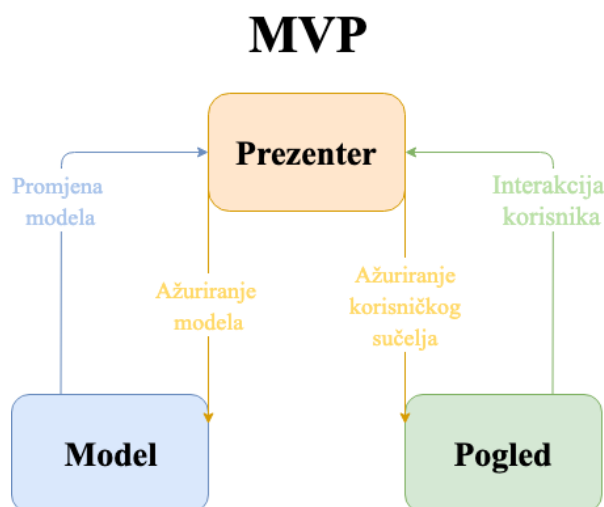 MVP
Prezenter
Promjena
modela
Interakcija
korisnika
Ažuriranje
modela
Ažuriranje
korisničkog
sučelja
Model
Pogled